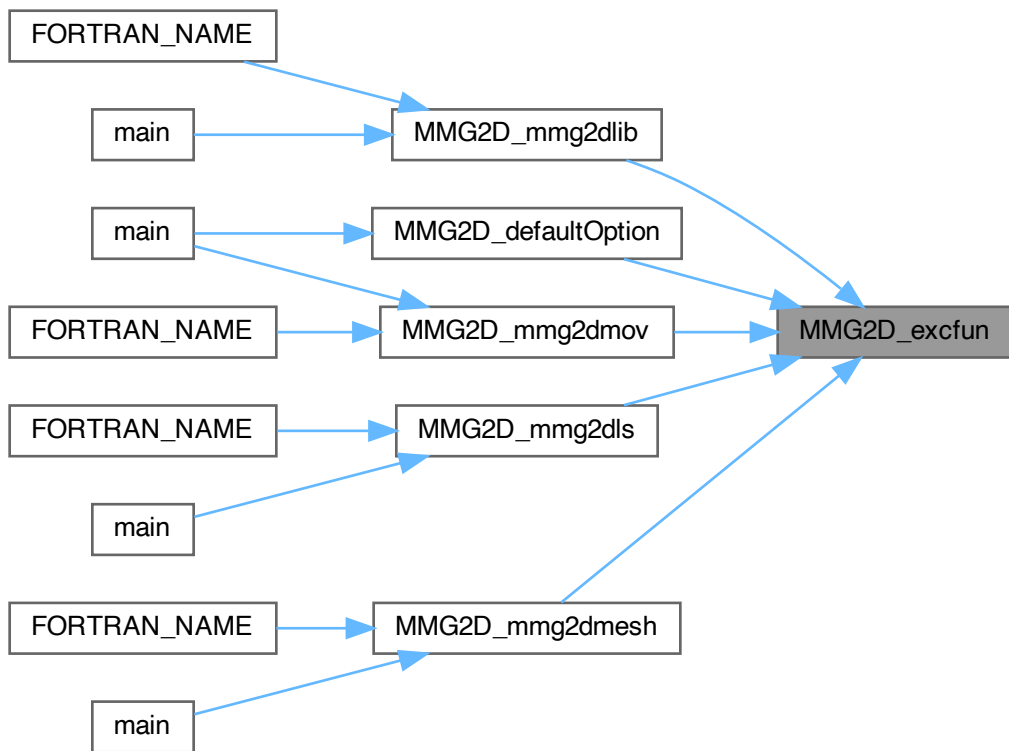 FORTRAN_NAME
main
MMG2D_mmg2dlib
main
MMG2D_defaultOption
FORTRAN_NAME
MMG2D_mmg2dmov
MMG2D_excfun
FORTRAN_NAME
MMG2D_mmg2dls
main
FORTRAN_NAME
MMG2D_mmg2dmesh
main